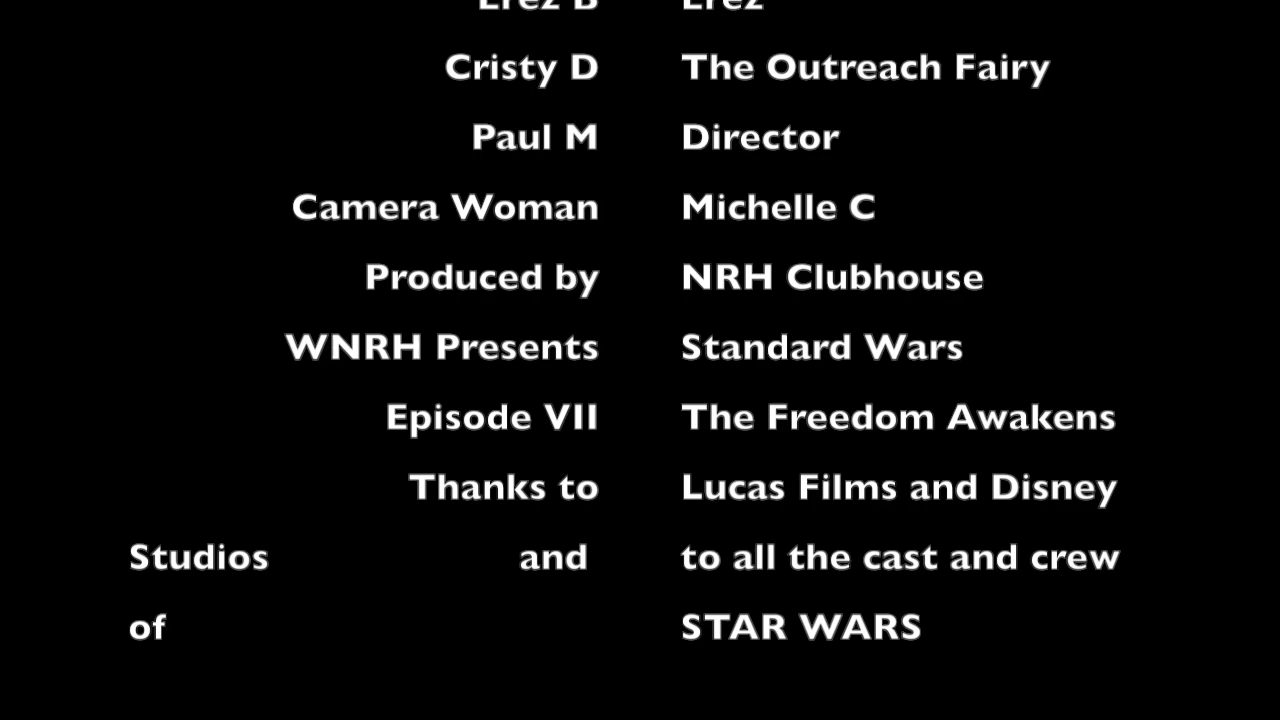 Erez B Erez
Cristy D The Outreach Fairy
Paul M Director
Camera Woman Michelle C
Produced by NRH Clubhouse
WNRH Presents Standard Wars
Episode VII The Freedom Awakens
Thanks to Lucas Films and Disney
Studios and to all the cast and crew
of STAR WARS